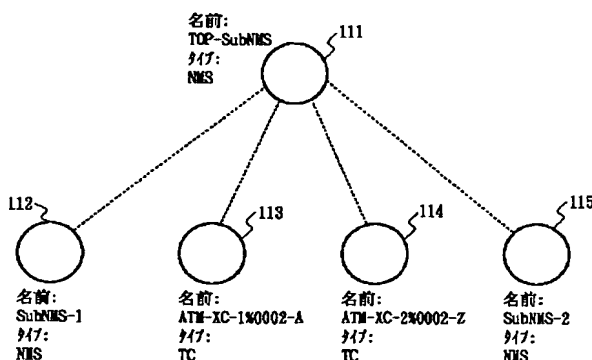 名前:
TOP-SubNMS
ﾀｲﾌﾟ:
NMS
111
112
113
114
115
名前:
SubNMS-1
ﾀｲﾌﾟ:
NMS
名前:
ATM-XC-1%0002-A
ﾀｲﾌﾟ:
TC
名前:
ATM-XC-2%0002-Z
ﾀｲﾌﾟ:
TC
名前:
SubNMS-2
ﾀｲﾌﾟ:
NMS